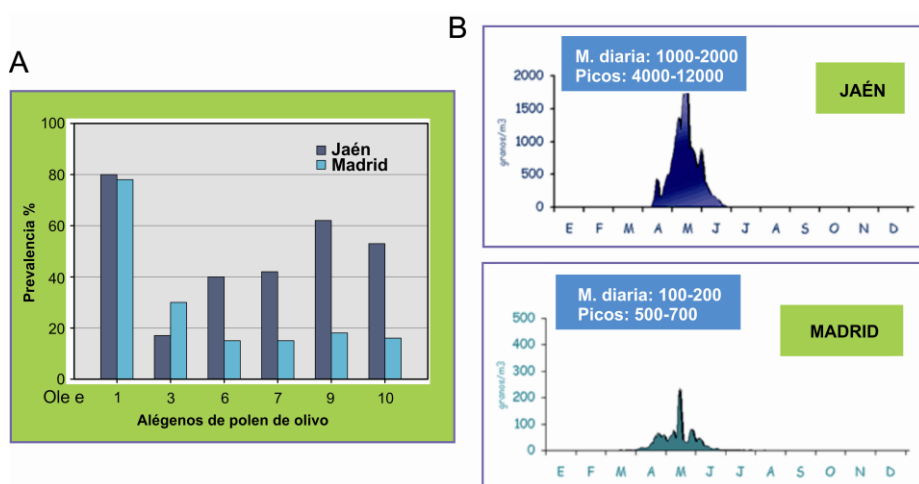 A
100
80
60
40
20
0
Prevalencia %
Jaén
Madrid
Ole e 1 3 6 7 9 10
Alégenos de polen de olivo
B
M. diaria: 1000-2000
Picos: 4000-12000
JAÉN
2000
1500
1000
500
0
granos/m3
E F M A M J J A S O N D
M. diaria: 100-200
Picos: 500-700
MADRID
500
400
300
200
100
0
granos/m3
E F M A M J J A S O N D